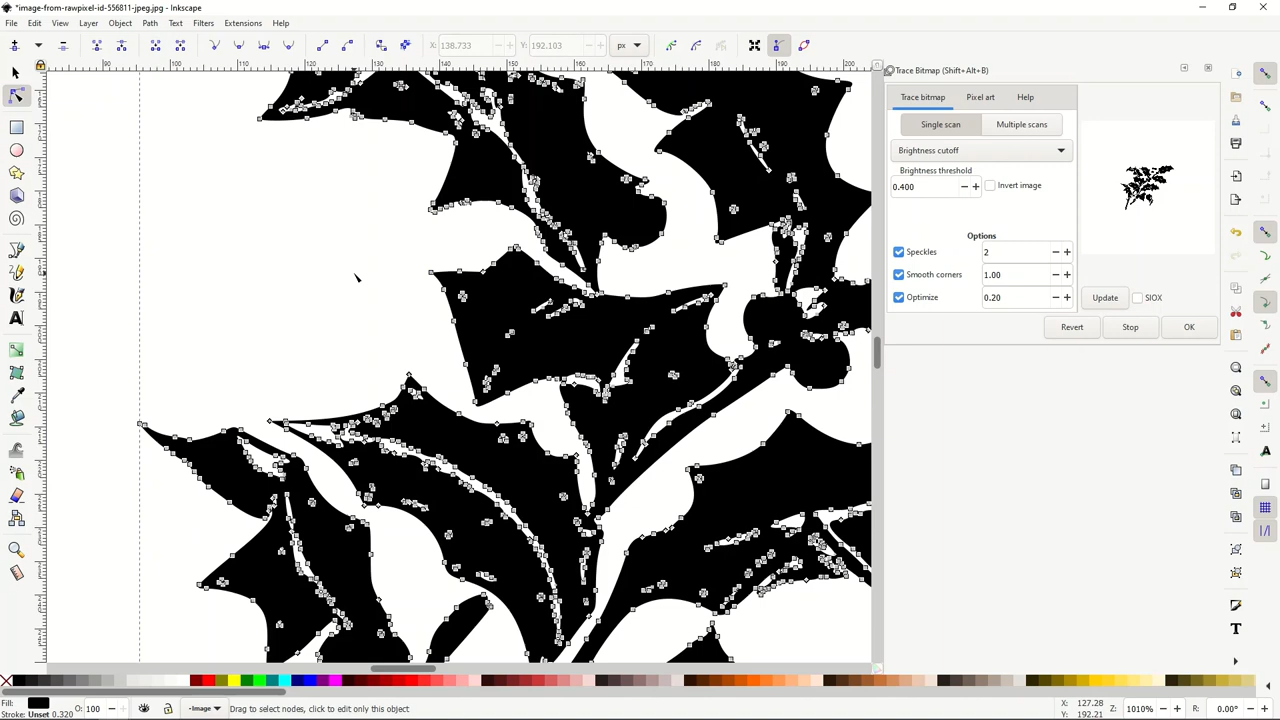 *image-from-rawpixel-id-556811-jpeg.jpg - Inkscape
File Edit View Layer Object Path Text Filters Extensions Help
X: 138.733 Y: 192.103 px
Trace Bitmap (Shift+Alt+B)
Trace bitmap Pixel art Help
Single scan Multiple scans
Brightness cutoff
Brightness threshold
0.400 Invert image
Options
Speckles 2
Smooth corners 1.00
Optimize 0.20 Update SIOX
Revert Stop OK
Fill: O: 100 Image Drag to select nodes, click to edit only this object X: 127.28 Z: 1010% R: 0.00°
Stroke: Unset 0.320 Y: 192.21